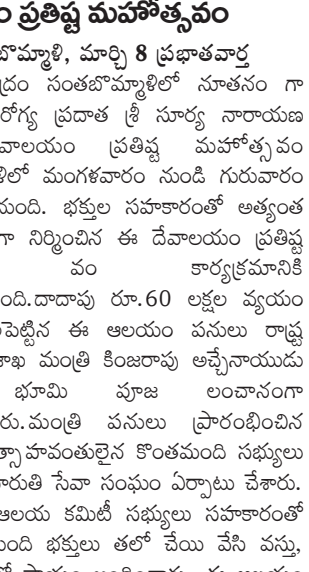 ం ప్రతిష్ట మహోత్సవం
బొమ్మాళి, మార్చి 8 ప్రభాతవార్త
ద్రం సంతబొమ్మాళిలో నూతనం గా
రోగ్య ప్రదాత శ్రీ సూర్య నారాయణ
వాలయం ప్రతిష్ట మహోత్స వం
ళిలో మంగళవారం నుండి గురువారం
నుంది. భక్తుల సహకారంతో అత్యంత
గా నిర్మించిన ఈ దేవాలయం ప్రతిష్ట
వం కార్యక్రమానికి
ంది.దాదాపు రూ.60 లక్షల వ్యయం
పెట్టిన ఈ ఆలయం పనులు రాష్ట్ర
శాఖ మంత్రి కింజరాపు అచ్చేనాయుడు
భూమి పూజ లంచానంగా
రు.మంత్రి పనులు ప్రారంభించిన
త్సా హవంతులైన కొంతమంది సభ్యులు
మారుతి సేవా సంఘం ఏర్పాటు చేశారు.
ఆలయ కమిటీ సభ్యులు సహకారంతో
మంది భక్తులు తలో చేయి వేసి వస్తు,